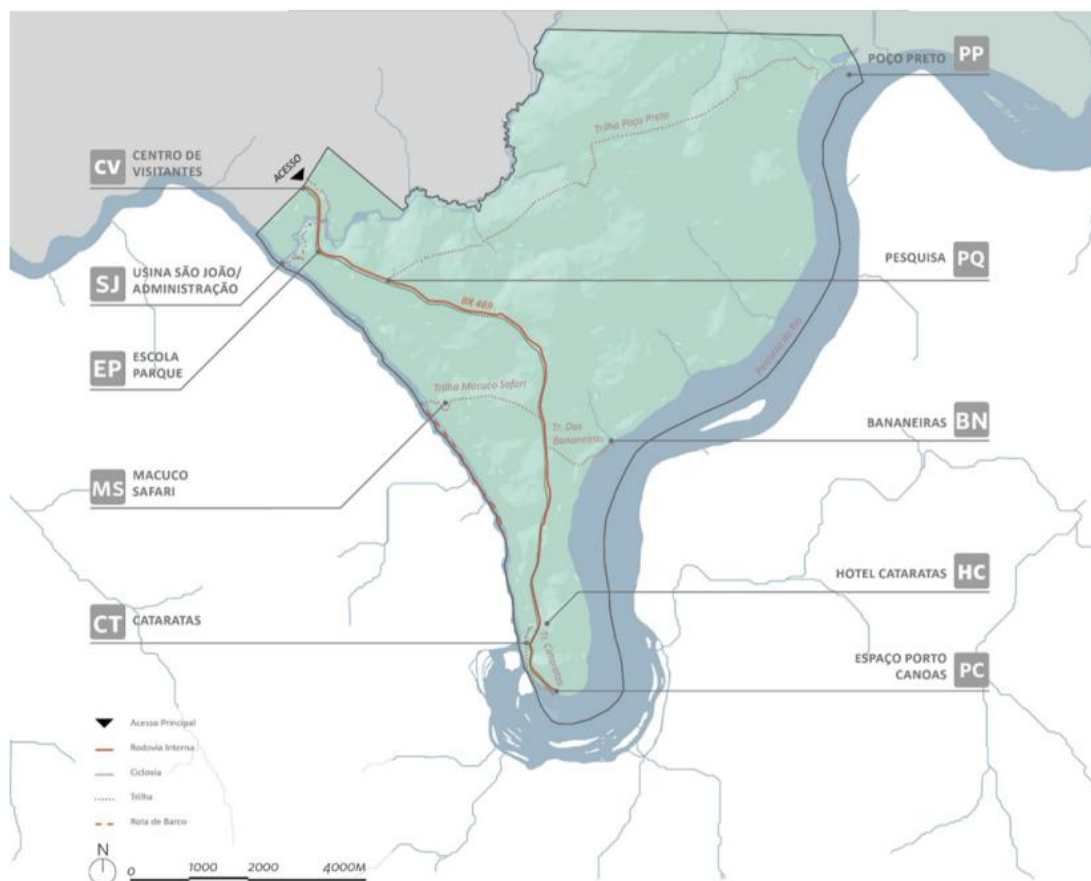 POÇO PRETO
PP
Trilha Poço Preto
CV
CENTRO DE
VISITANTES
ACESSO
SJ
USINA SÃO JOÃO/
ADMINISTRAÇÃO
PESQUISA
PQ
BR 469
EP
ESCOLA
PARQUE
Percurso do Rio
Trilha Macuco Safari
Tr. Das
Bananeiras
BANANEIRAS
BN
MS
MACUCO
SAFARI
HOTEL CATARATAS
HC
CT
CATARATAS
Tr. Cataratas
ESPAÇO PORTO
CANOAS
PC
Acesso Principal
Rodovia Interna
Ciclovia
Trilha
Rota de Barco
N
0 1000 2000 4000M